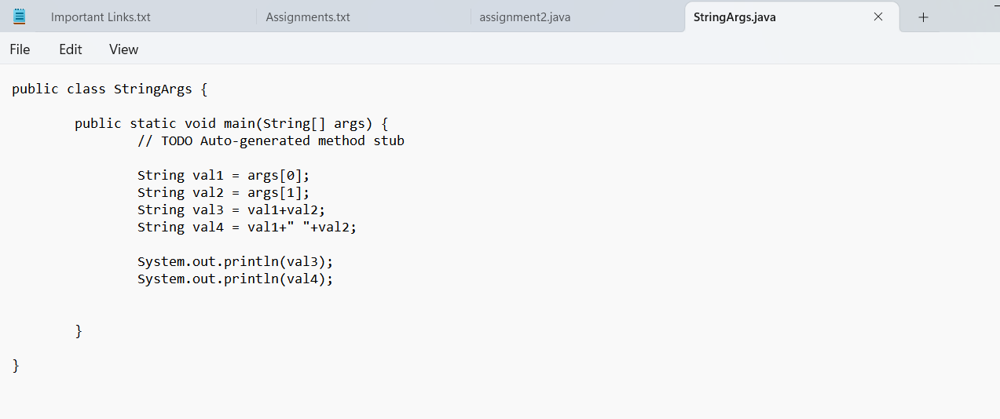 Important Links.txt
Assignments.txt
assignment2.java
StringArgs.java
File
Edit
View
public class StringArgs {
public static void main(String[] args) {
// TODO Auto-generated method stub
String val1 = args[0];
String val2 = args[1];
String val3 = val1+val2;
String val4 = val1+" "+val2;
System.out.println(val3);
System.out.println(val4);
}
}